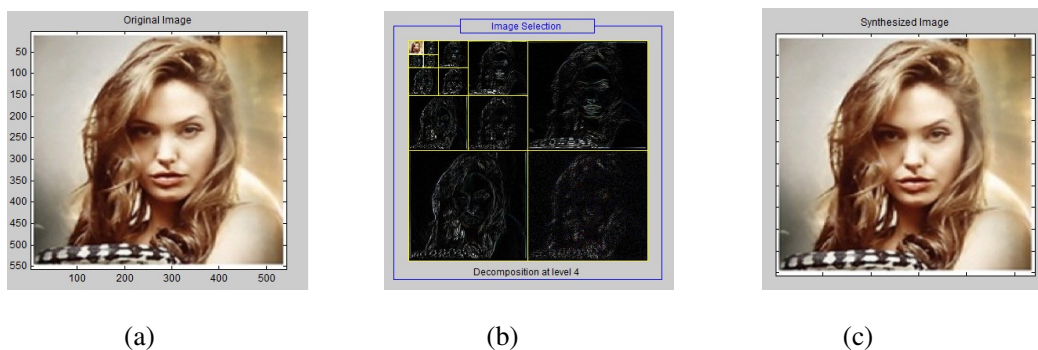 Original Image
50
100
150
200
250
300
350
400
450
500
550
100 200 300 400 500
Image Selection
Decomposition at level 4
Synthesized Image
(a) (b) (c)